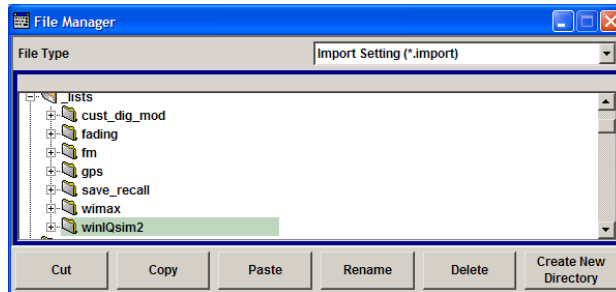 File Manager
File Type
Import Setting (*.import)
_lists
cust_dig_mod
fading
fm
gps
save_recall
wimax
winIQsim2
Cut
Copy
Paste
Rename
Delete
Create New
Directory